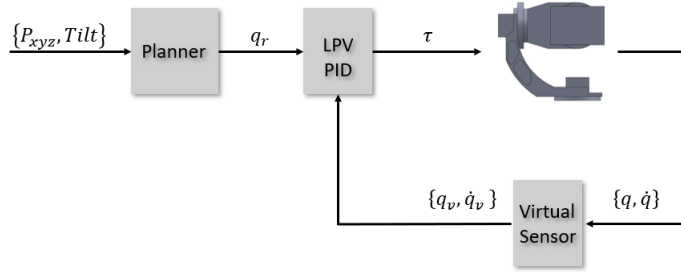 {P_xyz, Tilt}
Planner
q_r
LPV
PID
τ
{q_v, q̇_v }
Virtual
Sensor
{q, q̇}